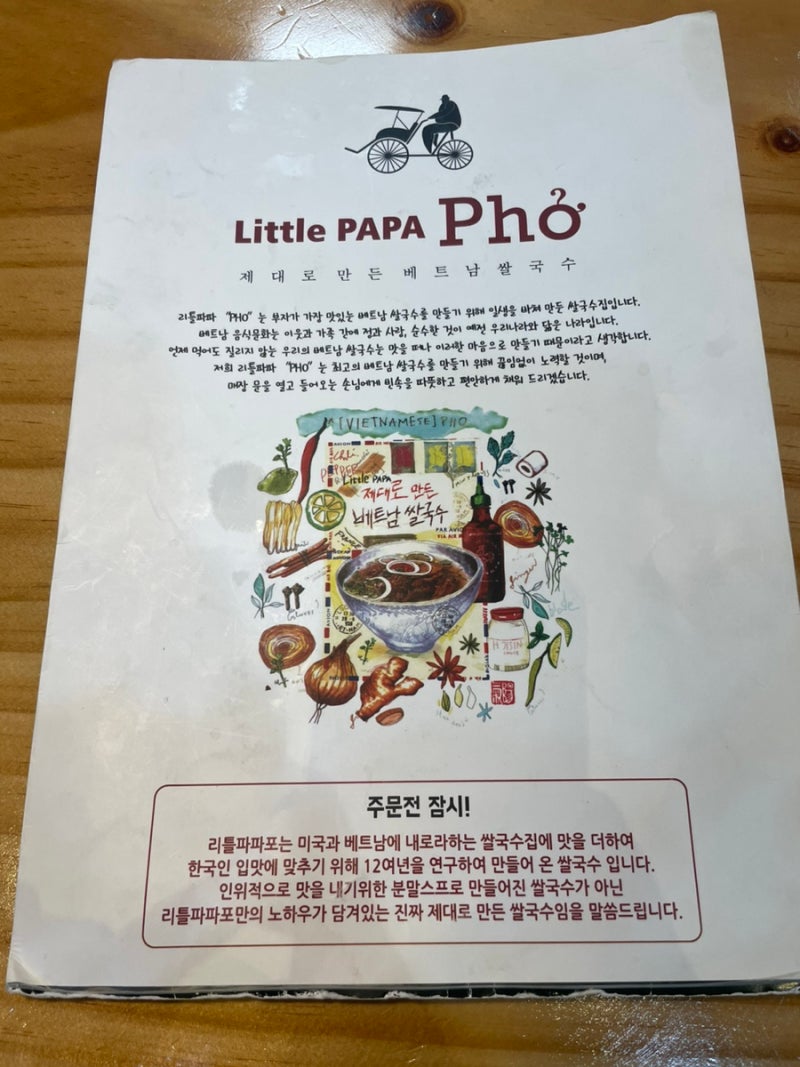 Little PAPA Phở
제대로만든베트남쌀국수
리틀파파 “PHO”는 부자가 가장 맛있는 베트남 쌀국수를 만들기 위해 일생을 바쳐 만든 쌀국수집입니다.
베트남 음식문화는 이웃과 가족 간에 정과 사랑, 순수한 것이 예전 우리나라와 닮은 나라입니다.
언제 먹어도 질리지 않는 우리의 베트남 쌀국수는 맛을 떠나 이러한 마음으로 만들기 때문이라고 생각합니다.
저희 리틀파파 “PHO”는 최고의 베트남 쌀국수를 만들기 위해 끊임없이 노력할 것이며,
매장 문을 열고 들어오는 손님에게 빈속을 따뜻하고 편안하게 채워 드리겠습니다.
[VIETNAMESE] PHO
Little PAPA
제대로 만든
베트남 쌀국수
PAR AVION
VIA AIR
ginger
주문전 잠시!
리틀파파포는 미국과 베트남에 내로라하는 쌀국수집에 맛을 더하여
한국인 입맛에 맞추기 위해 12여년을 연구하여 만들어 온 쌀국수 입니다.
인위적으로 맛을 내기위한 분말스프로 만들어진 쌀국수가 아닌
리틀파파포만의 노하우가 담겨있는 진짜 제대로 만든 쌀국수임을 말씀드립니다.